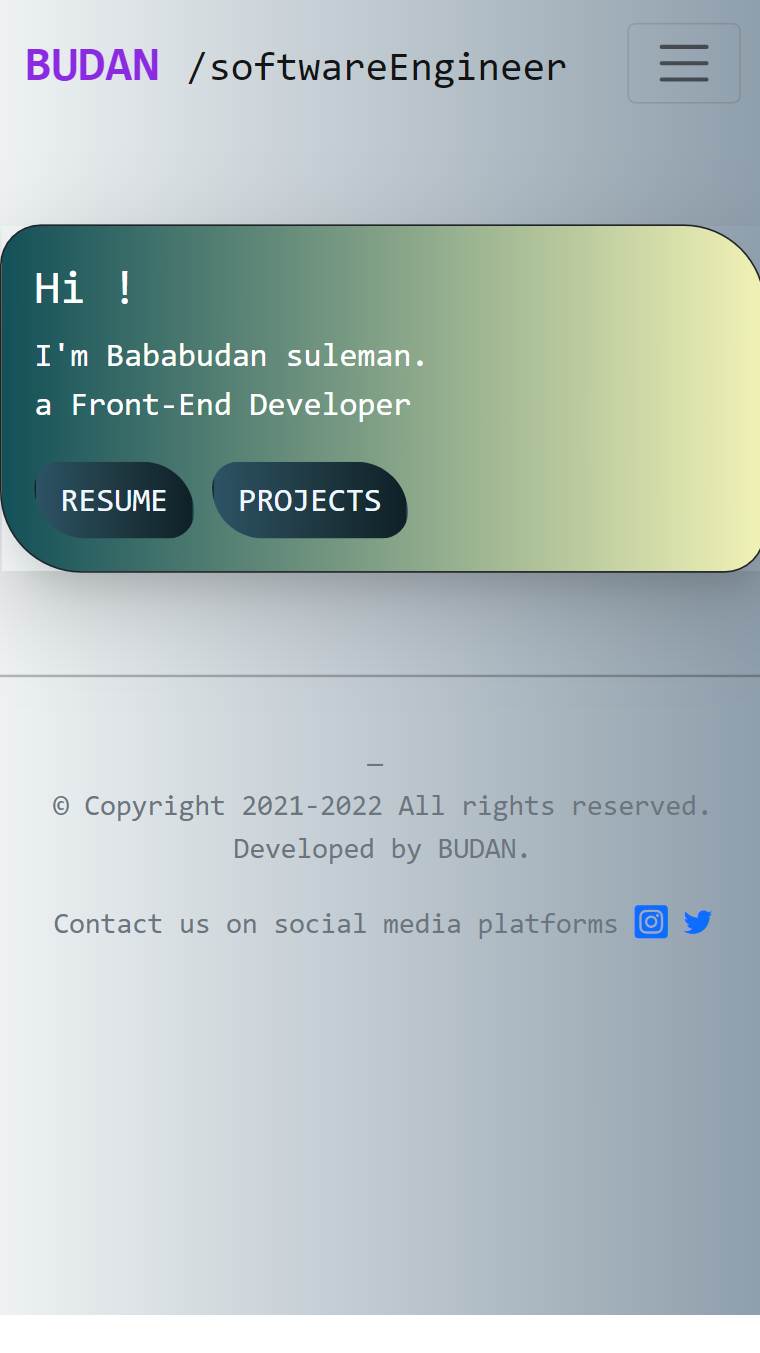 BUDAN /softwareEngineer
Hi !
I'm Bababudan suleman.
a Front-End Developer
RESUME PROJECTS
—
© Copyright 2021-2022 All rights reserved.
Developed by BUDAN.
Contact us on social media platforms